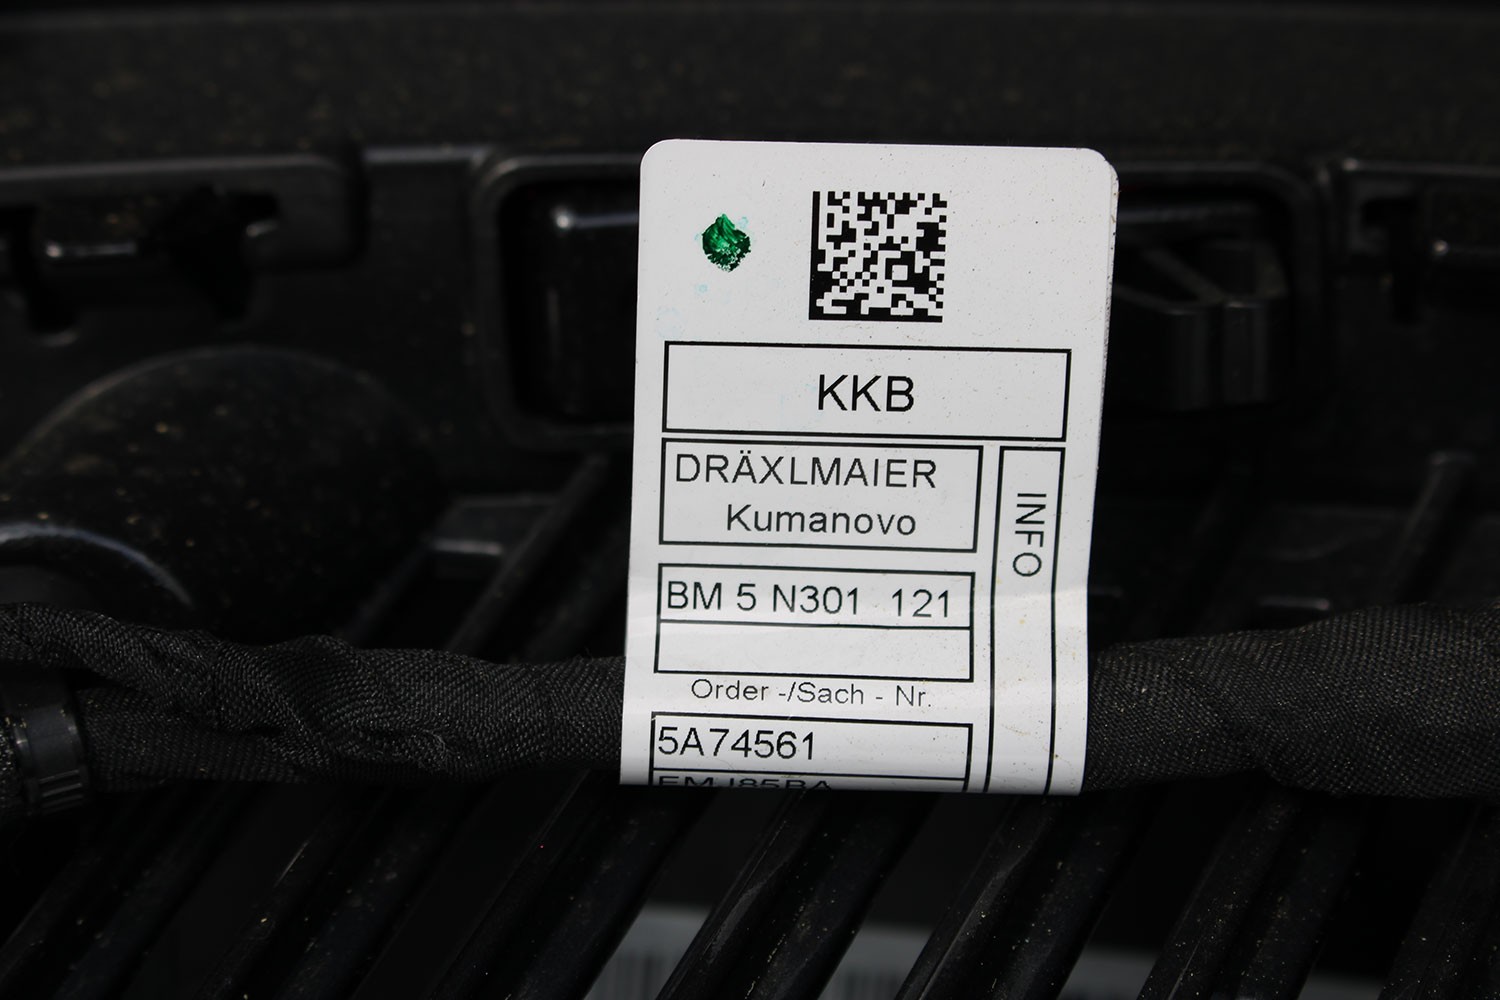 KKB
DRÄXLMAIER
Kumanovo
INFO
BM 5 N301 121
Order -/Sach - Nr.
5A74561